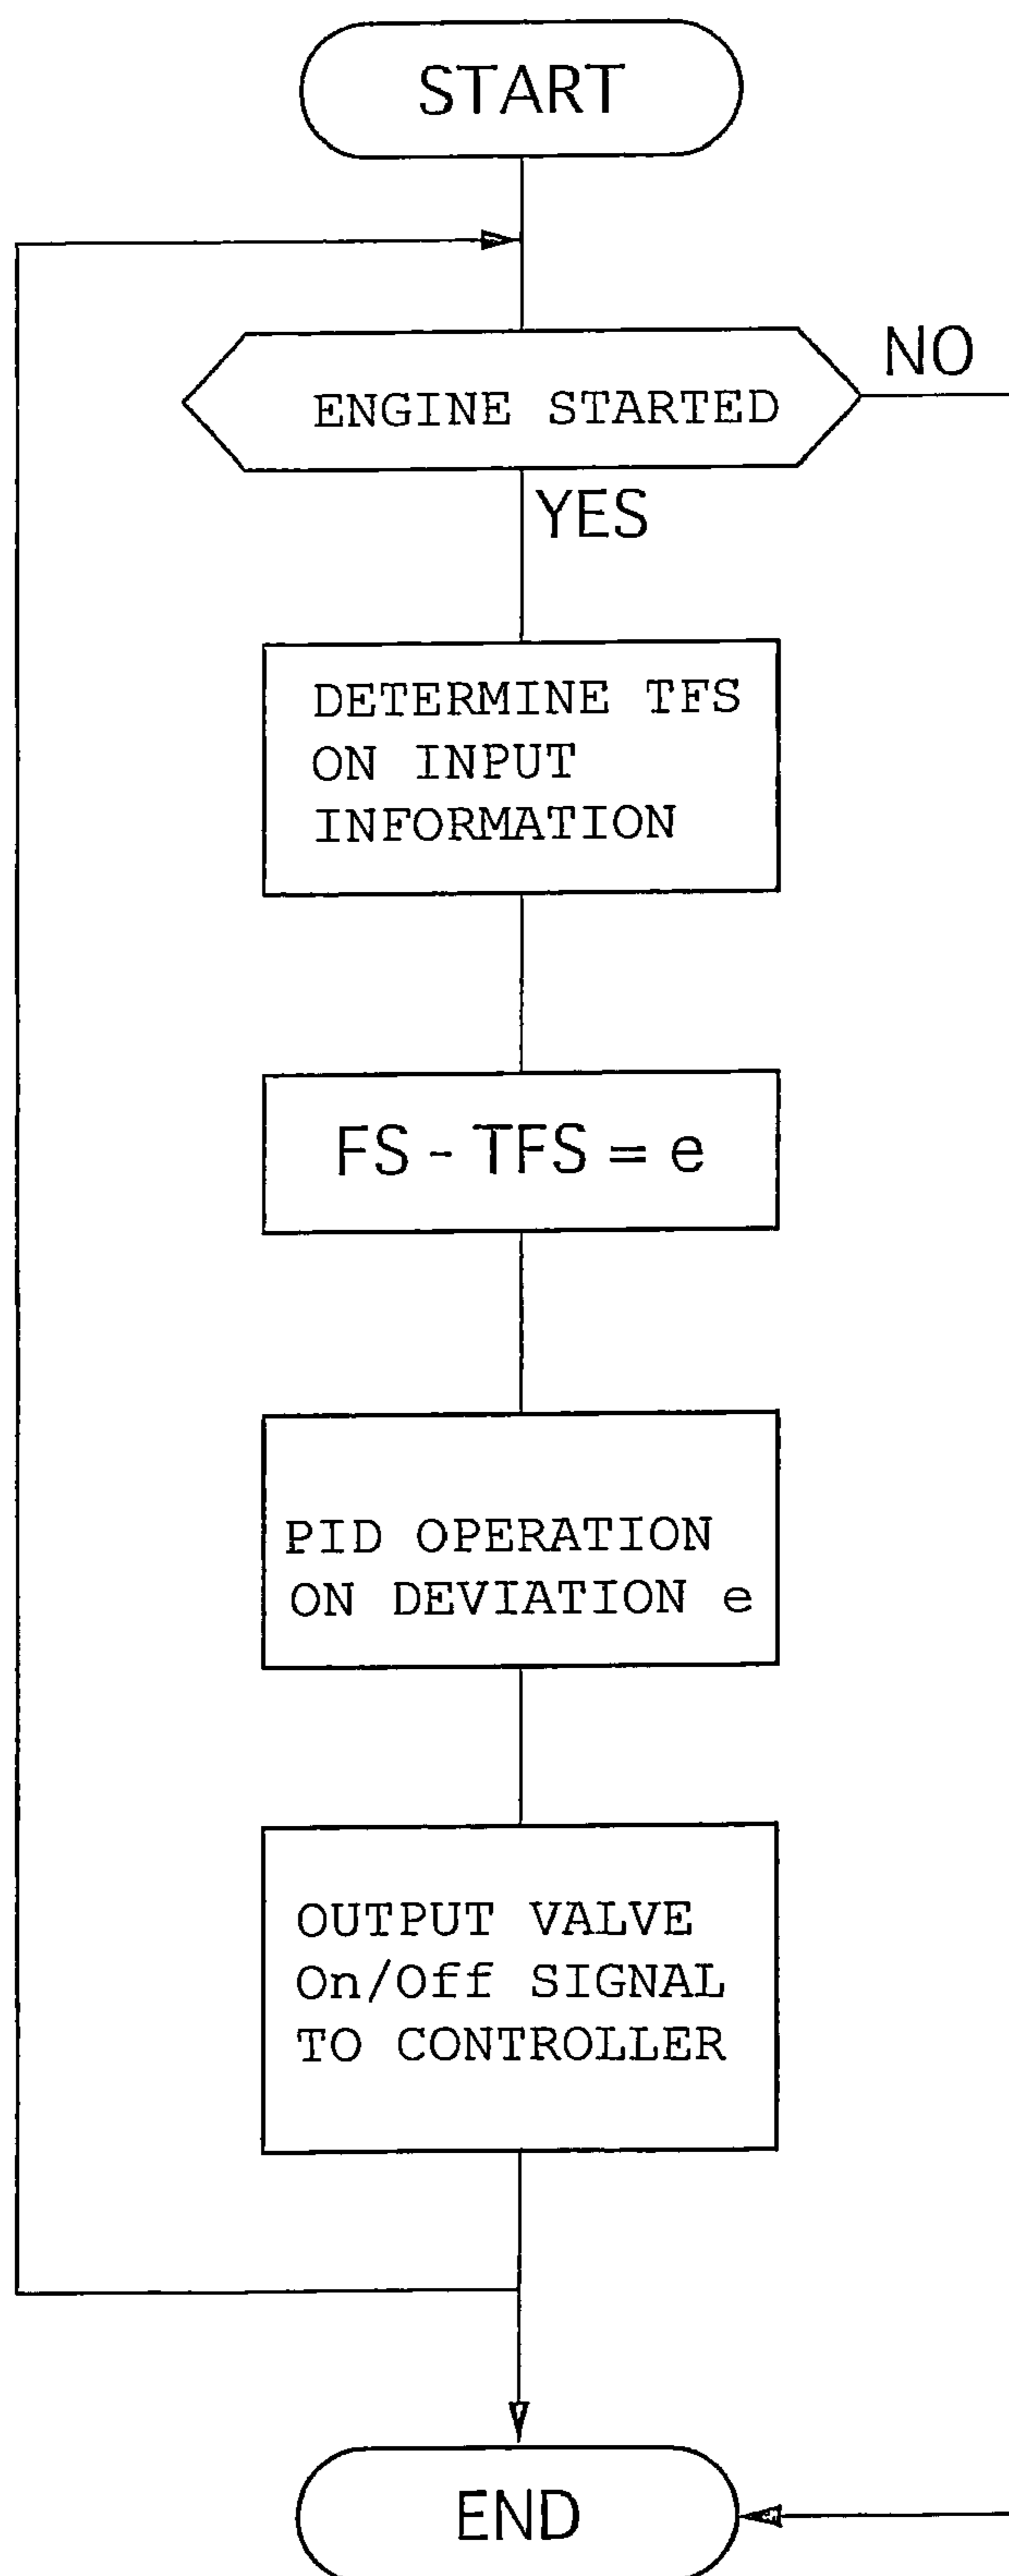 START
ENGINE STARTED
NO
YES
DETERMINE TFS
ON INPUT
INFORMATION
FS - TFS = e
PID OPERATION
ON DEVIATION e
OUTPUT VALVE
On/Off SIGNAL
TO CONTROLLER
END